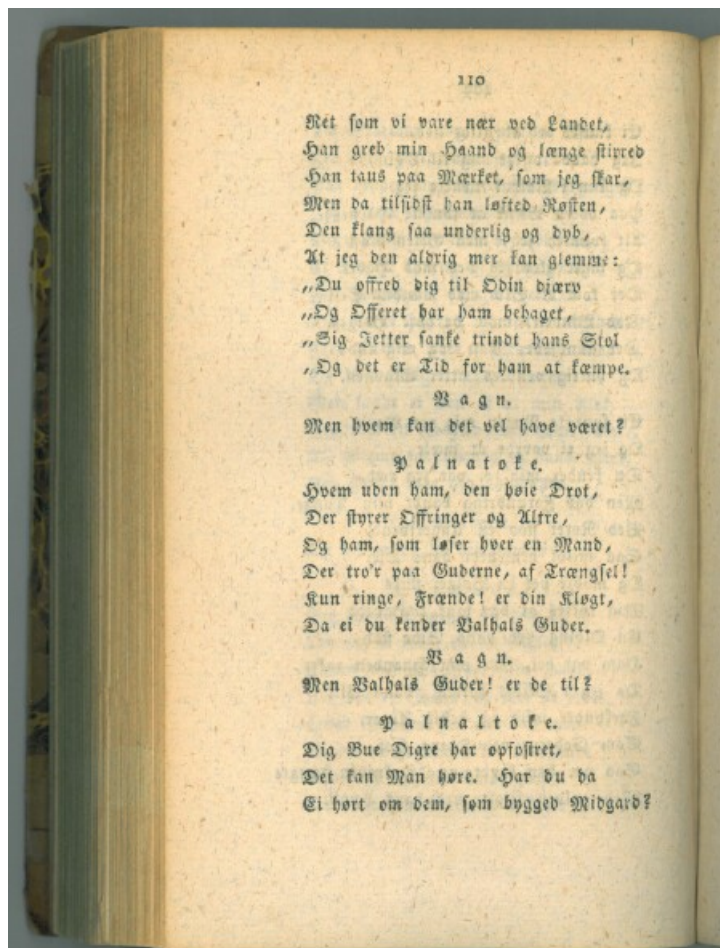 110
Ret som vi vare nær ved Landet,
Han greb min Haand og længe stirred
Han taus paa Mærket, som jeg skar,
Men da tilsidst han løfted Røsten,
Den klang saa underlig og dyb,
At jeg den aldrig mer kan glemme:
„Du offred dig til Odin djærv
„Og Offeret har ham behaget,
„Sig Jetter sanke trindt hans Stol
„Og det er Tid for ham at kæmpe.
Vagn.
Men hvem kan det vel have været?
Palnatoke.
Hvem uden ham, den høie Drot,
Der styrer Offringer og Altre,
Og ham, som løser hver en Mand,
Der tro'r paa Guderne, af Trængsel!
Kun ringe, Frænde! er din Kløgt,
Da ei du kender Valhals Guder.
Vagn.
Men Valhals Guder! er de til?
Palnaltoke.
Dig Bue Digre har opfostret,
Det kan Man høre. Har du da
Ei hørt om dem, som bygged Midgard?